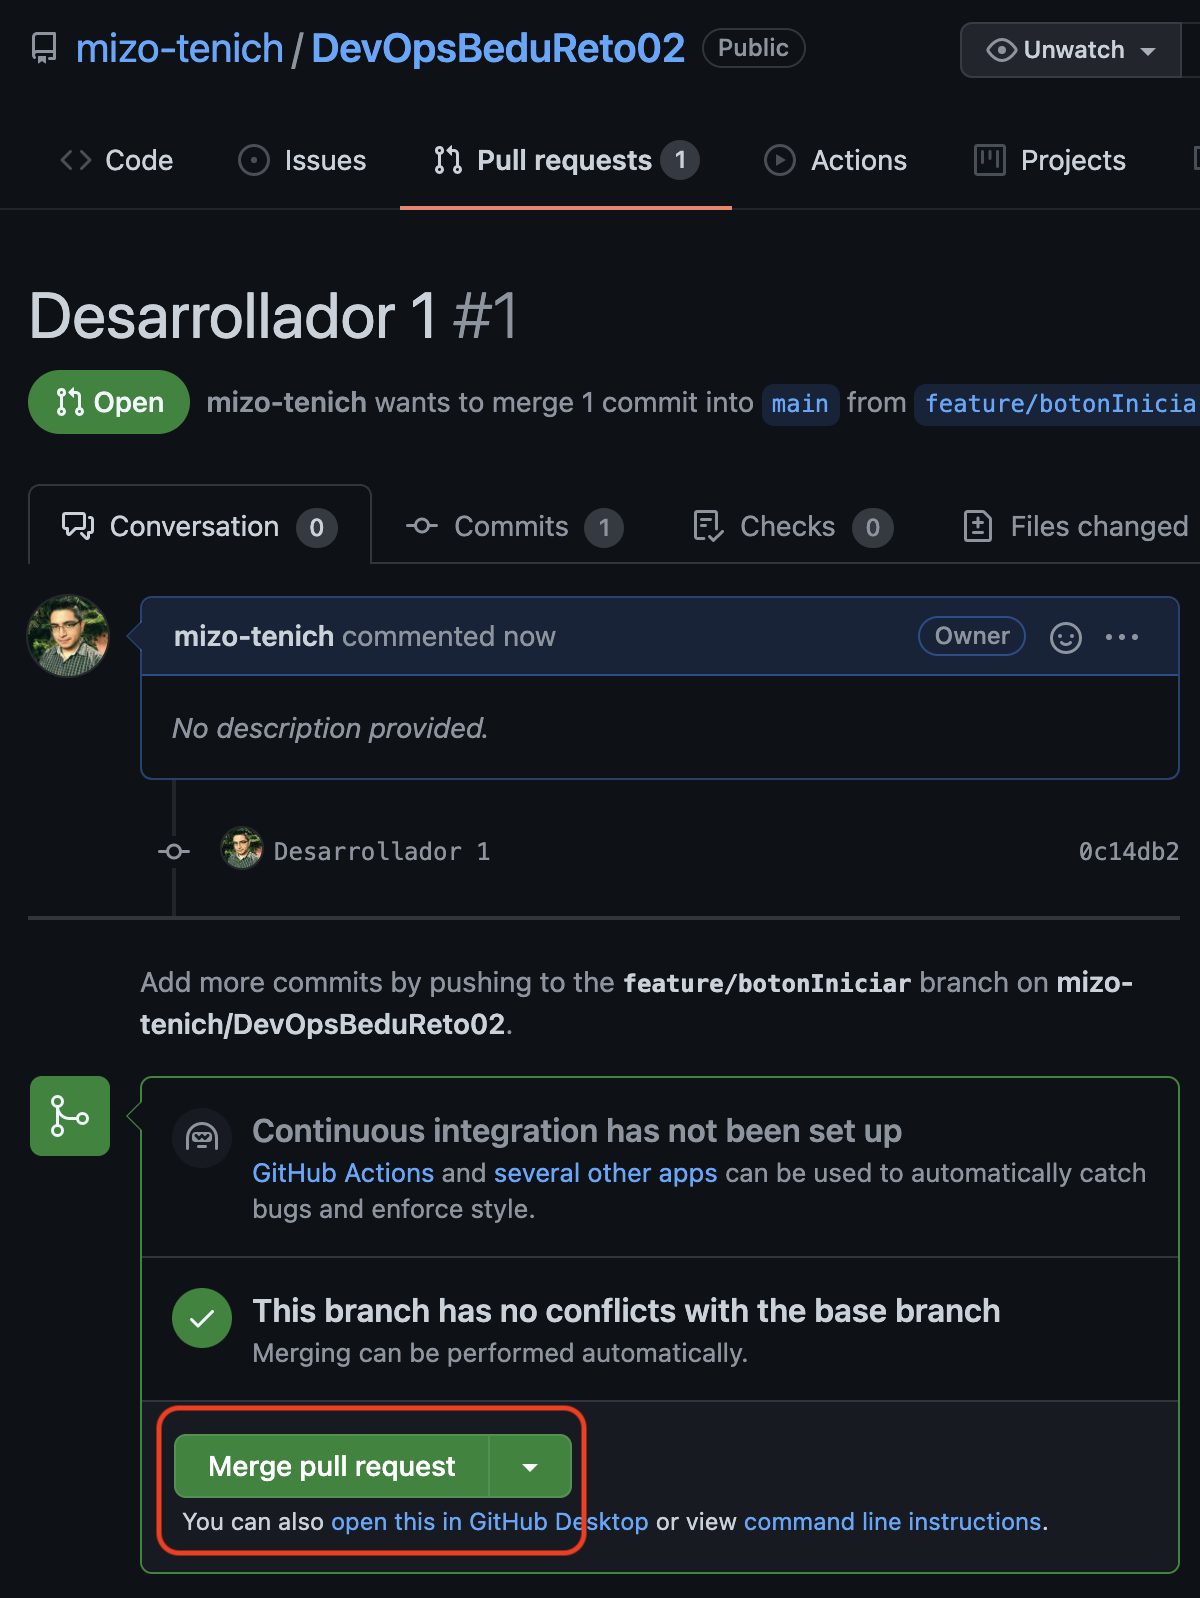 mizo-tenich / DevOpsBeduReto02 Public Unwatch
Code Issues Pull requests 1 Actions Projects
Desarrollador 1 #1
Open mizo-tenich wants to merge 1 commit into main from feature/botonInicia
Conversation 0 Commits 1 Checks 0 Files changed
mizo-tenich commented now Owner
No description provided.
Desarrollador 1 0c14db2
Add more commits by pushing to the feature/botonIniciar branch on mizo-
tenich/DevOpsBeduReto02.
Continuous integration has not been set up
GitHub Actions and several other apps can be used to automatically catch
bugs and enforce style.
This branch has no conflicts with the base branch
Merging can be performed automatically.
Merge pull request
You can also open this in GitHub Desktop or view command line instructions.